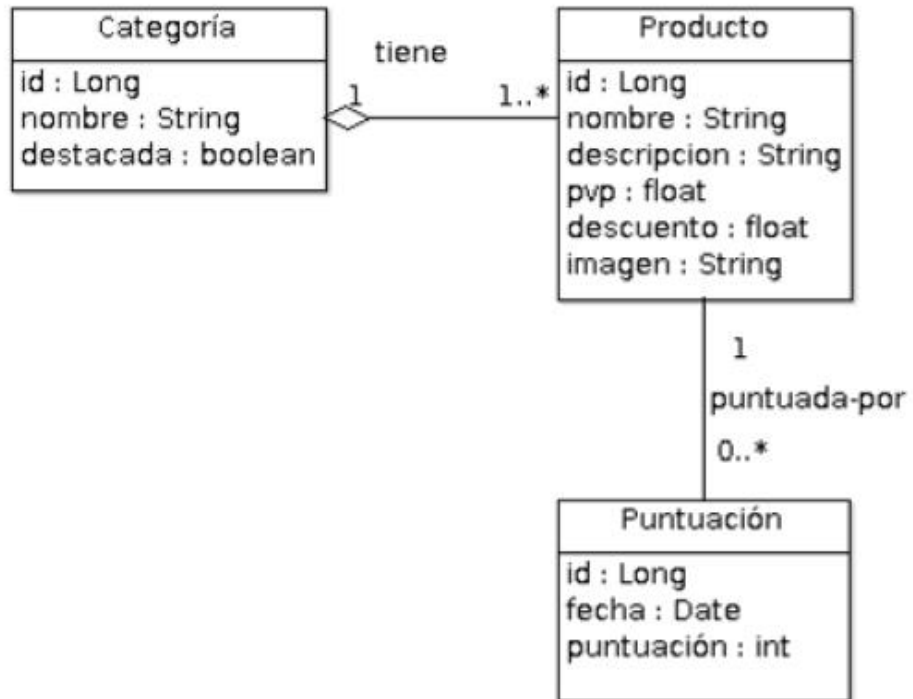 Categoría
id : Long
nombre : String
destacada : boolean
tiene
1
1..*
Producto
id : Long
nombre : String
descripcion : String
pvp : float
descuento : float
imagen : String
1
puntuada-por
0..*
Puntuación
id : Long
fecha : Date
puntuación : int